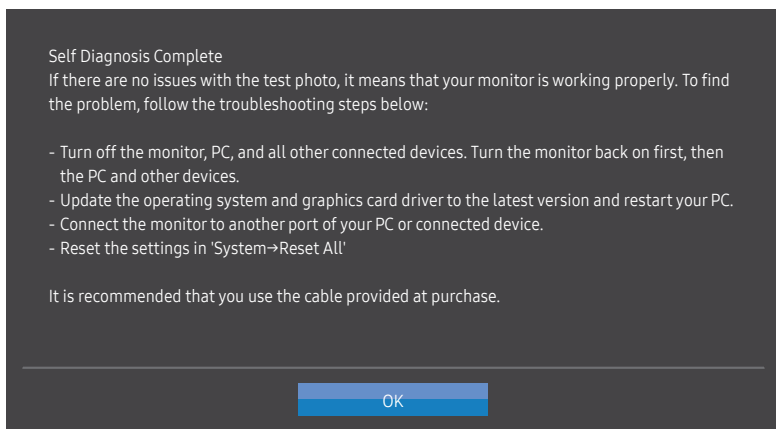 Self Diagnosis Complete
If there are no issues with the test photo, it means that your monitor is working properly. To find
the problem, follow the troubleshooting steps below:
- Turn off the monitor, PC, and all other connected devices. Turn the monitor back on first, then
the PC and other devices.
- Update the operating system and graphics card driver to the latest version and restart your PC.
- Connect the monitor to another port of your PC or connected device.
- Reset the settings in 'System→Reset All'
It is recommended that you use the cable provided at purchase.
OK